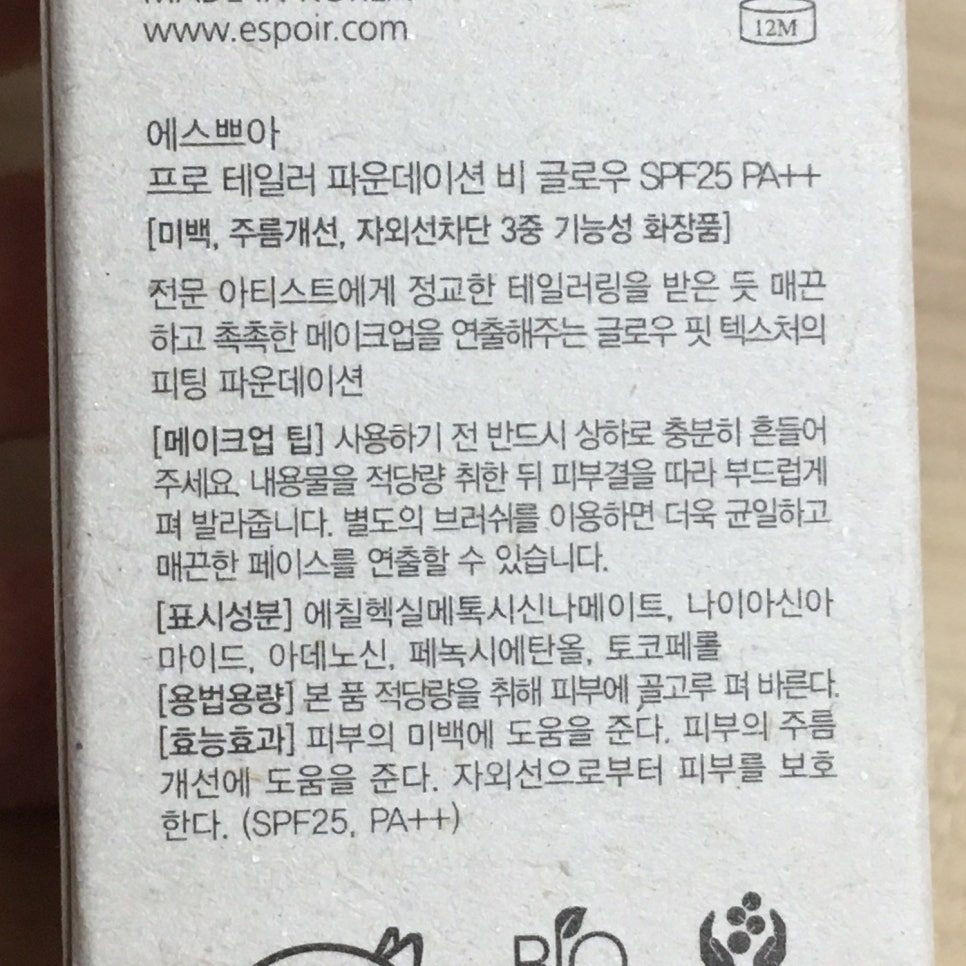 www.espoir.com
12M
에스쁘아
프로 테일러 파운데이션 비 글로우 SPF25 PA++
[미백, 주름개선, 자외선차단 3중 기능성 화장품]
전문 아티스트에게 정교한 테일러링을 받은 듯 매끈
하고 촉촉한 메이크업을 연출해주는 글로우 핏 텍스처의
피팅 파운데이션
[메이크업 팁] 사용하기 전 반드시 상하로 충분히 흔들어
주세요. 내용물을 적당량 취한 뒤 피부결을 따라 부드럽게
펴 발라줍니다. 별도의 브러쉬를 이용하면 더욱 균일하고
매끈한 페이스를 연출할 수 있습니다.
[표시성분] 에칠헥실메톡시신나메이트, 나이아신아
마이드, 아데노신, 페녹시에탄올, 토코페롤
[용법용량] 본 품 적당량을 취해 피부에 골고루 펴 바른다.
[효능효과] 피부의 미백에 도움을 준다. 피부의 주름
개선에 도움을 준다. 자외선으로부터 피부를 보호
한다. (SPF25, PA++)